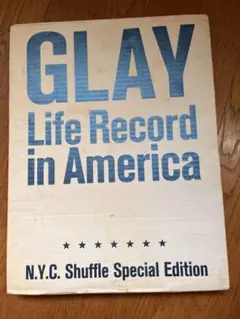 GLAY
Life Record
in America
★ ★ ★ ★ ★ ★ ★
N.Y.C. Shuffle Special Edition